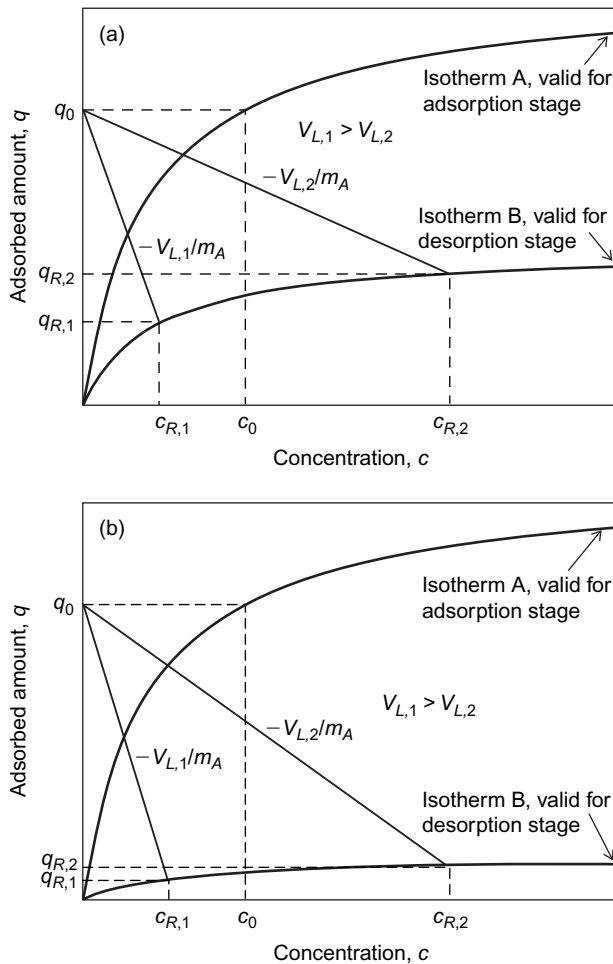 (a)
Isotherm A, valid for
adsorption stage
q0
VL,1 > VL,2
−VL,2/mA
Isotherm B, valid for
desorption stage
−VL,1/mA
qR,2
qR,1
Adsorbed amount, q
cR,1 c0 cR,2
Concentration, c
(b)
Isotherm A, valid for
adsorption stage
q0
VL,1 > VL,2
−VL,2/mA
−VL,1/mA
Isotherm B, valid for
desorption stage
qR,2
qR,1
Adsorbed amount, q
cR,1 c0 cR,2
Concentration, c